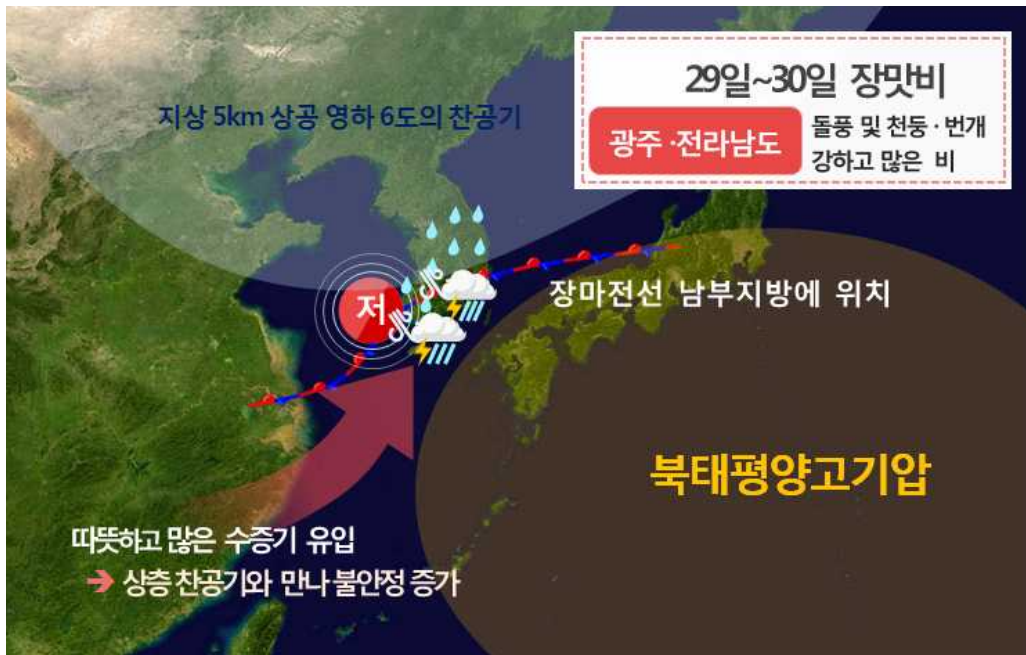 29일~30일 장맛비
광주 ·전라남도
돌풍 및 천둥 · 번개
강하고 많은 비
지상 5km 상공 영하 6도의 찬공기
저
장마전선 남부지방에 위치
북태평양고기압
따뜻하고 많은 수증기 유입
➔ 상층 찬공기와 만나 불안정 증가